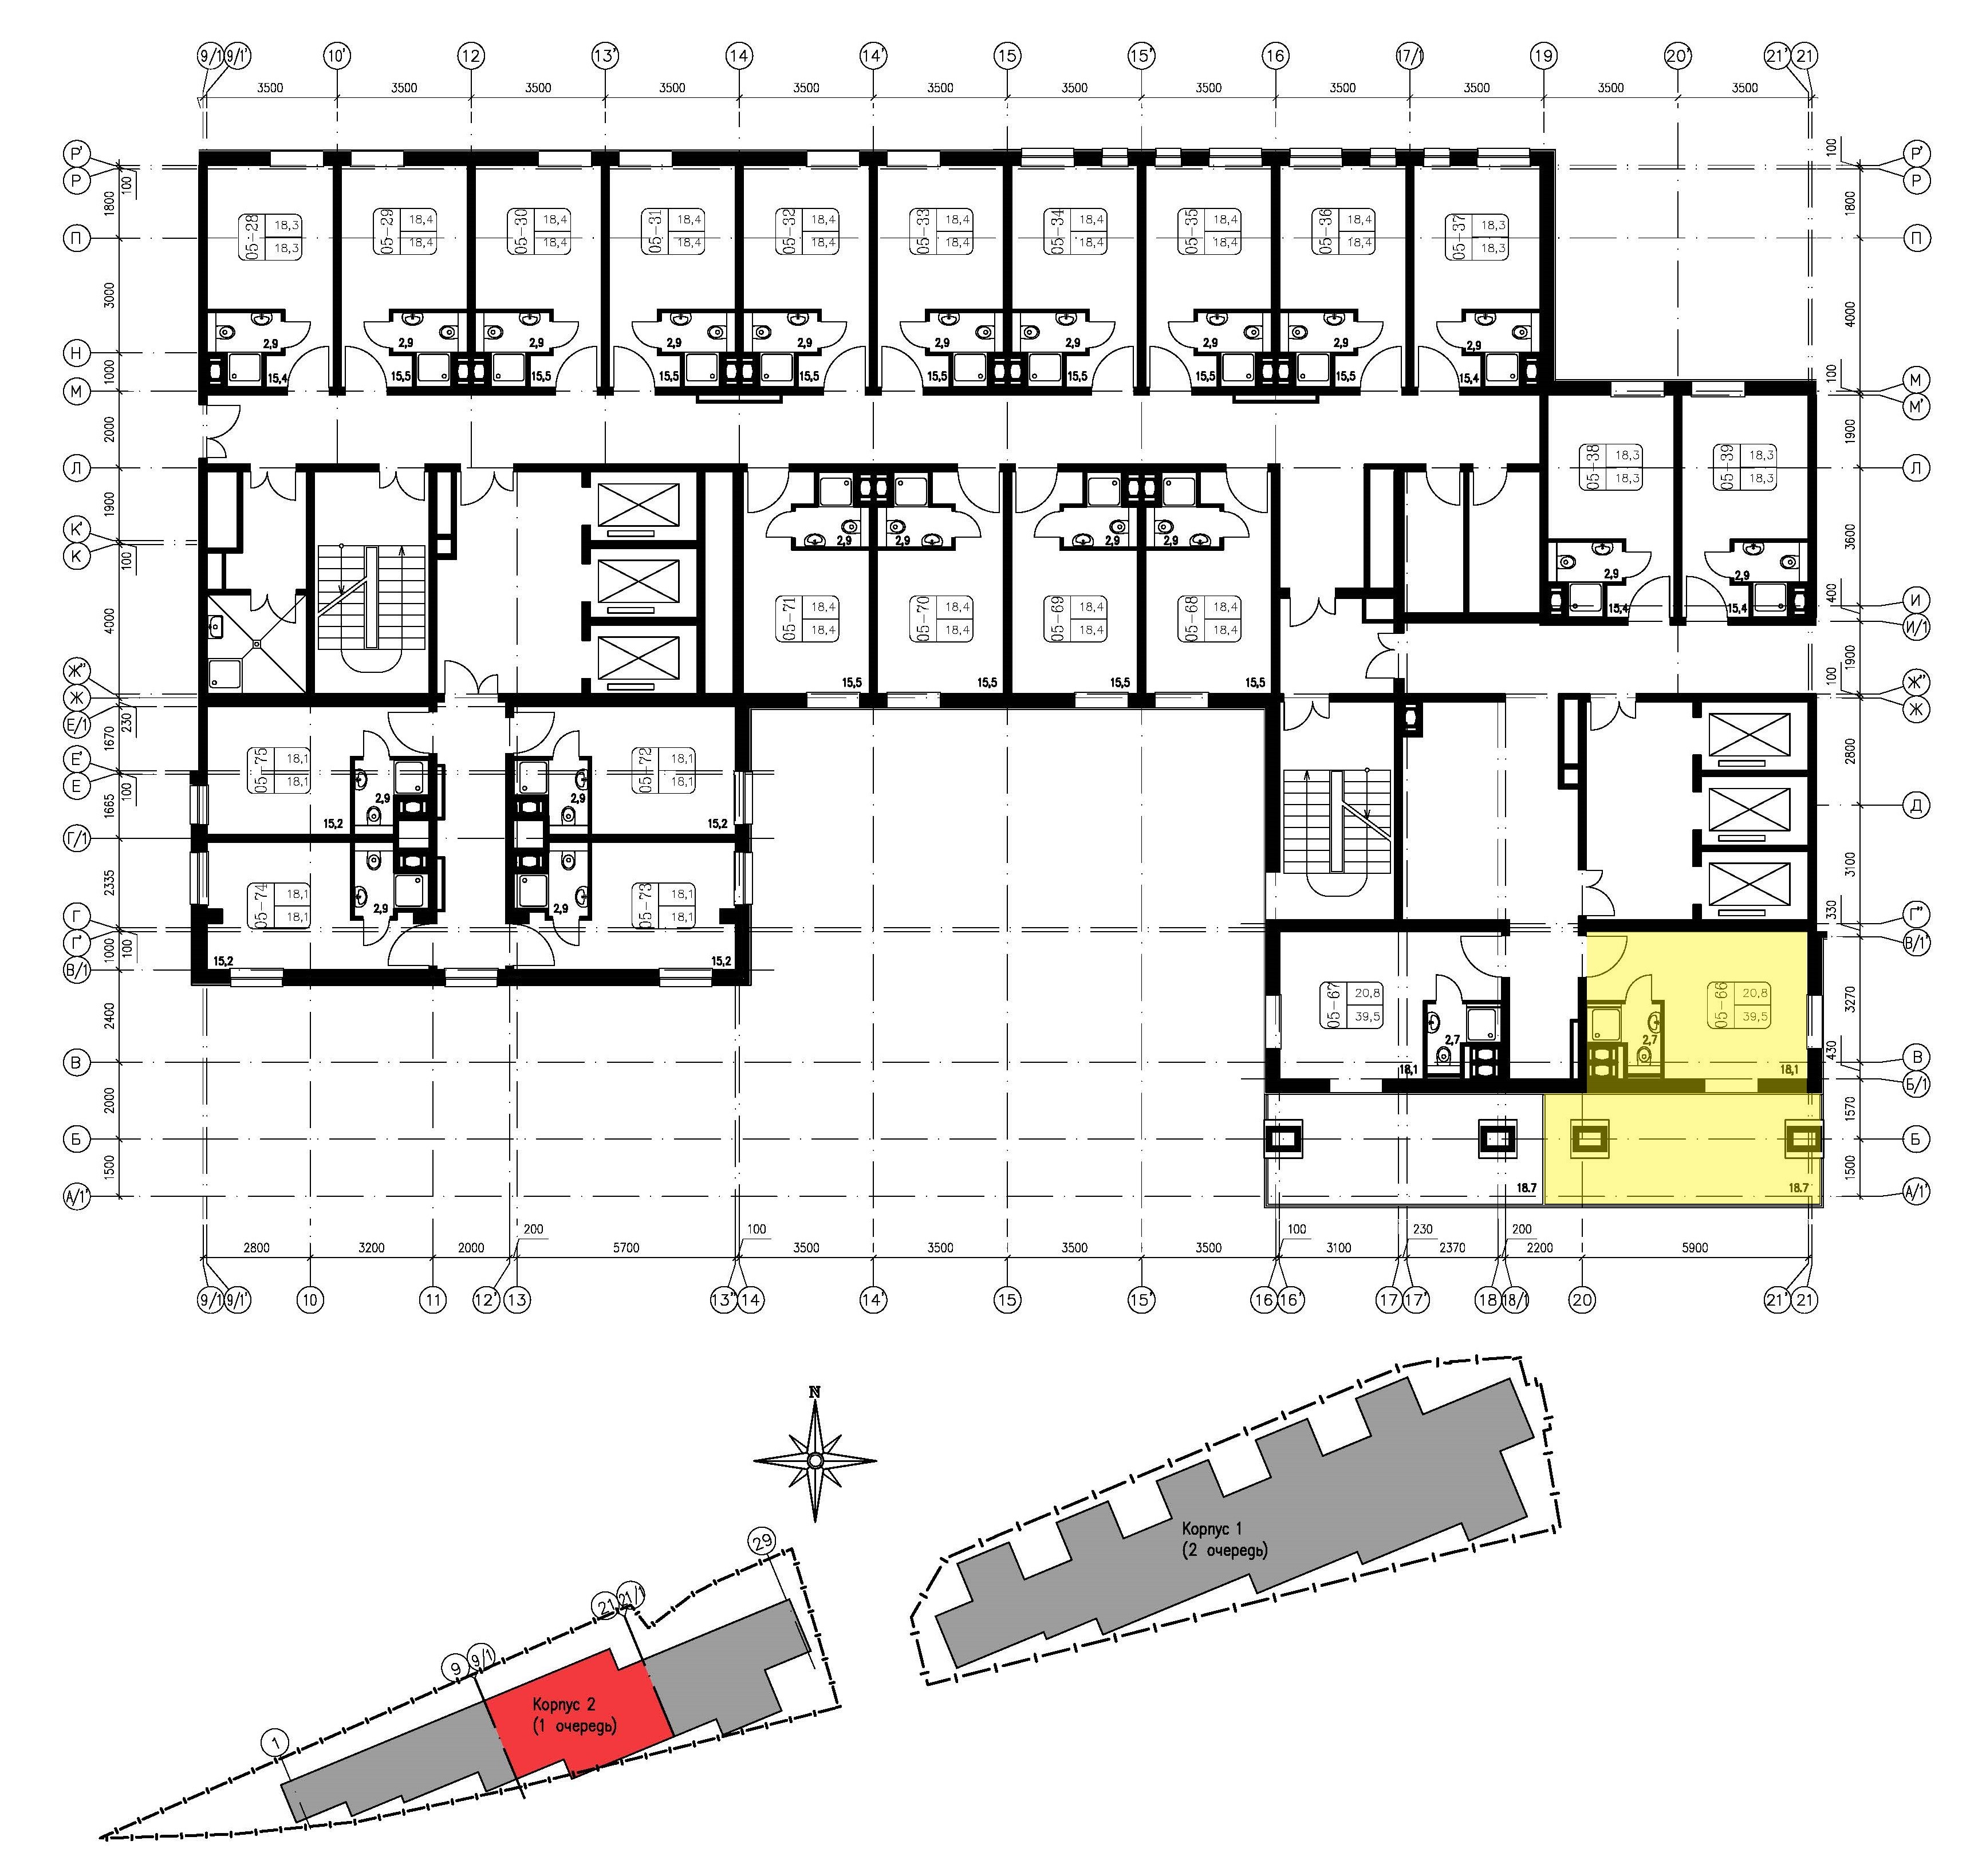 9/1 9/1' 10' 12 13' 14 14' 15 15' 16 17/1 19 20' 21' 21
3500 3500 3500 3500 3500 3500 3500 3500 3500 3500 3500 3500
Р' 100 100 Р'
Р Р
1800 1800
05-28 18,3 18,3
05-29 18,4 18,4
05-30 18,4 18,4
05-31 18,4 18,4
05-32 18,4 18,4
05-33 18,4 18,4
05-34 18,4 18,4
05-35 18,4 18,4
05-36 18,4 18,4
05-37 18,3 18,3
П П
3000 4000
2,9 2,9 2,9 2,9 2,9 2,9 2,9 2,9 2,9 2,9
Н
1000 100
15,4 15,5 15,5 15,5 15,5 15,5 15,5 15,5 15,5 15,4
М М
М'
2000 1900
05-38 18,3 18,3
05-39 18,3 18,3
Л Л
1900 3600
К'
К
100
2,9 2,9 2,9 2,9
2,9 2,9
400 И
15,4 15,4
4000
И/1
05-71 18,4 18,4
05-70 18,4 18,4
05-69 18,4 18,4
05-68 18,4 18,4
1900
100
15,5 15,5 15,5 15,5
Ж" Ж"
Ж Ж
Е/1
230
1670
05-75 18,1 18,1
05-72 18,1 18,1
2800
Е'
Е
100
1665
2,9 2,9
15,2 15,2
Д
Г/1
2335 3100
05-74 18,1 18,1
05-73 18,1 18,1
2,9 2,9
330
Г Г"
Г' В/1'
1000 100
15,2 15,2
В/1
2400 3270
05-67 20,8 39,5
05-66 20,8 39,5
2,7 2,7
430
18,1 18,1
В В
Б/1
2000 1570
Б Б
1500 1500
18.7 18.7
А/1' А/1'
200 100 100 230 200
2800 3200 2000 5700 3500 3500 3500 3500 3100 2370 2200 5900
9/1 9/1' 10 11 12' 13 13" 14 14' 15 15' 16 16' 17 17' 18 18/1 20 21' 21
N
Корпус 1
(2 очередь)
29
21 21/1
9 9/1
Корпус 2
(1 очередь)
1